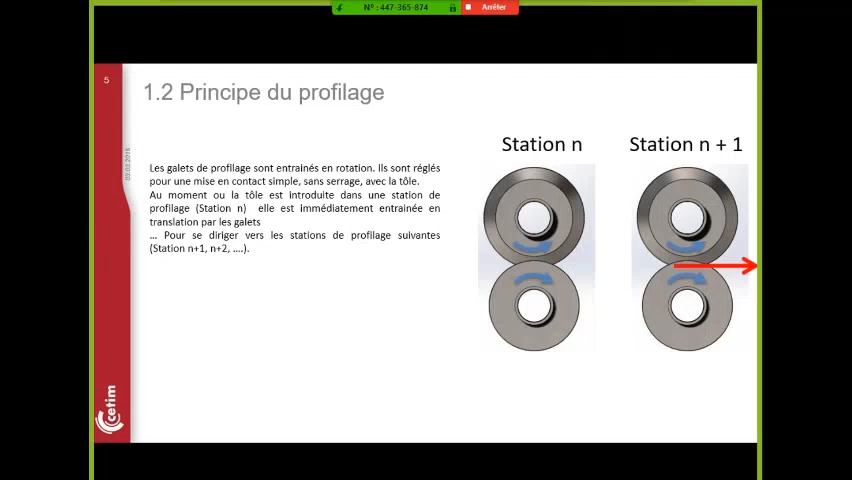 N° : 447-365-874
Arrêter
5
1.2 Principe du profilage
09.03.2016
Station n
Station n + 1
Les galets de profilage sont entrainés en rotation. Ils sont réglés
pour une mise en contact simple, sans serrage, avec la tôle.
Au moment ou la tôle est introduite dans une station de
profilage (Station n) elle est immédiatement entrainée en
translation par les galets
... Pour se diriger vers les stations de profilage suivantes
(Station n+1, n+2, ....).
cetim